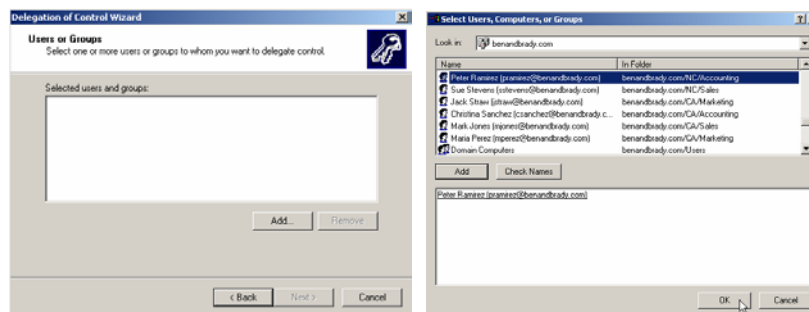 Delegation of Control Wizard
Users or Groups
Select one or more users or groups to whom you want to delegate control.
Selected users and groups:
Add...
Remove
< Back
Next >
Cancel
Select Users, Computers, or Groups
Look in:
benandbrady.com
Name
In Folder
Peter Ramirez (pramirez@benandbrady.com)
benandbrady.com/NC/Accounting
Sue Stevens (sstevens@benandbrady.com)
benandbrady.com/NC/Sales
Jack Straw (jstraw@benandbrady.com)
benandbrady.com/CA/Marketing
Christina Sanchez (csanchez@benandbrady.c...
benandbrady.com/CA/Accounting
Mark Jones (mjones@benandbrady.com)
benandbrady.com/CA/Sales
Maria Perez (mperez@benandbrady.com)
benandbrady.com/CA/Marketing
Domain Computers
benandbrady.com/Users
Add
Check Names
Peter Ramirez (pramirez@benandbrady.com)
OK
Cancel